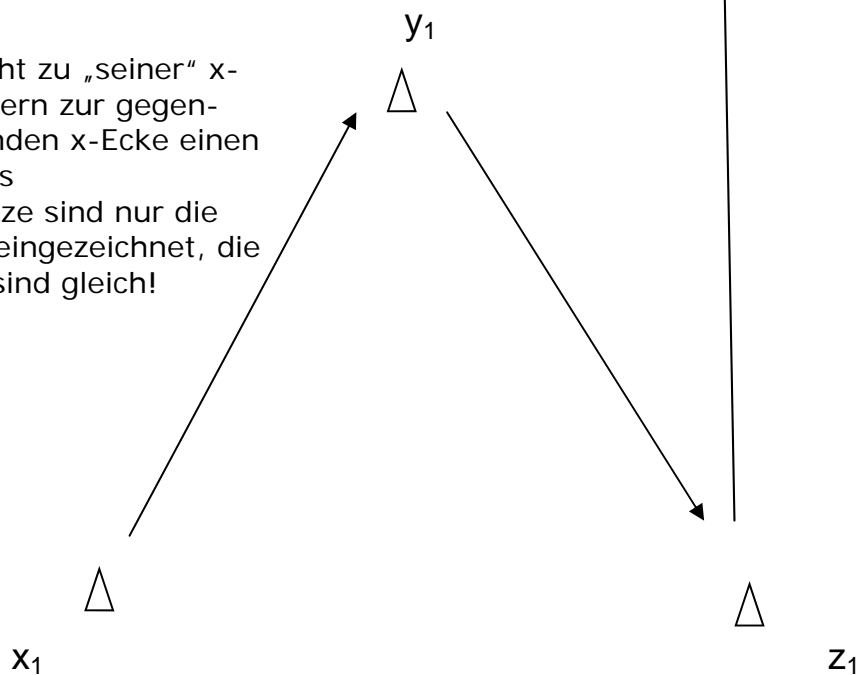 y₁
ht zu „seiner“ x-
ern zur gegen-
nden x-Ecke einen
s
ze sind nur die
eingezeichnet, die
sind gleich!
x₁
z₁